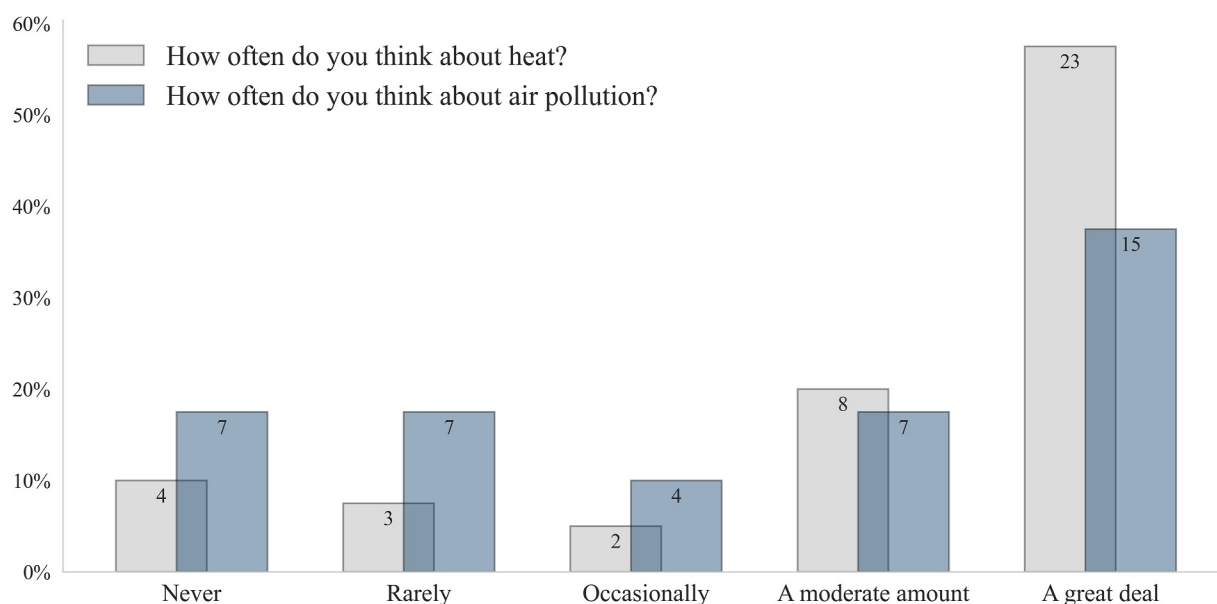 60%
How often do you think about heat?
23
How often do you think about air pollution?
50%
40%
15
30%
20%
8
7
7
7
10%
4
4
3
2
0%
Never
Rarely
Occasionally
A moderate amount
A great deal